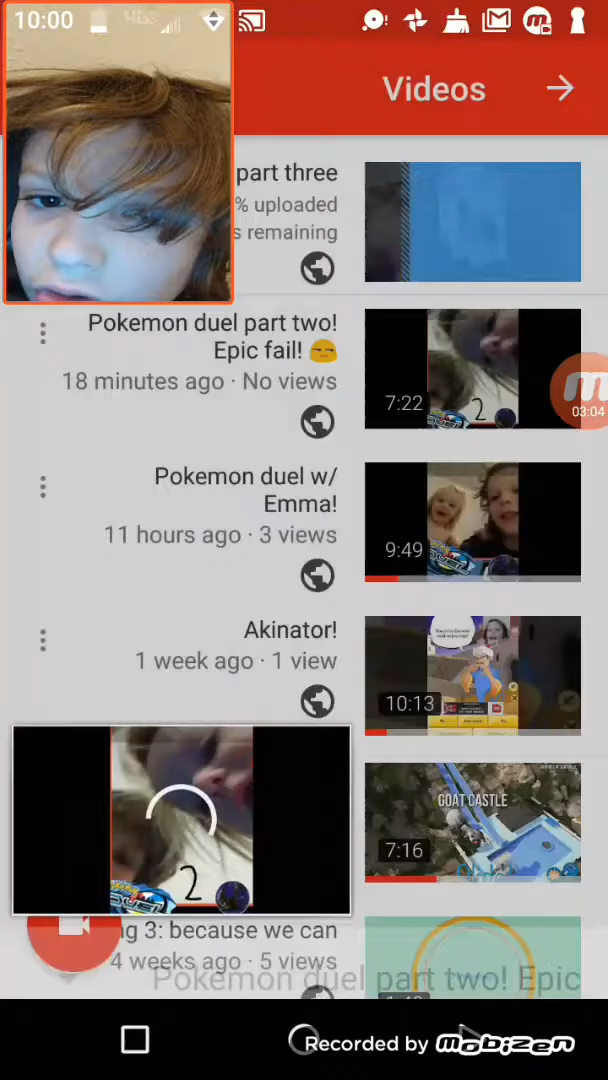 10:00
Videos
part three
% uploaded
s remaining
Pokemon duel part two!
Epic fail! 😒
18 minutes ago · No views
7:22
2
03:04
Pokemon duel w/
Emma!
11 hours ago · 3 views
9:49
Akinator!
1 week ago · 1 view
10:13
GOAT CASTLE
7:16
2
g 3: because we can
4 weeks ago · 5 views
Pokemon duel part two! Epic
Recorded by mobizen